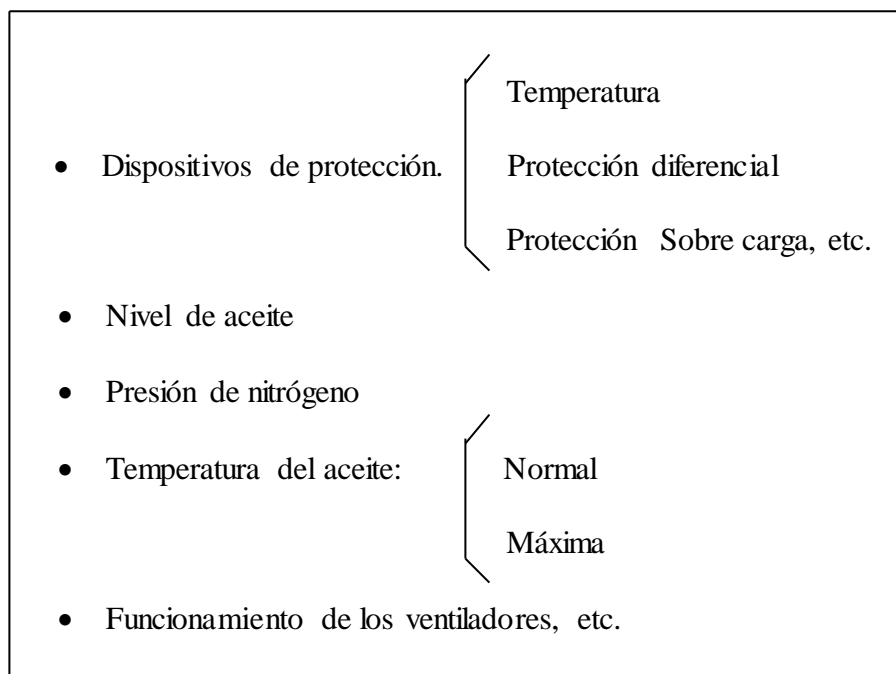 Temperatura
• Dispositivos de protección. Protección diferencial
Protección Sobre carga, etc.
• Nivel de aceite
• Presión de nitrógeno
• Temperatura del aceite: Normal
Máxima
• Funcionamiento de los ventiladores, etc.